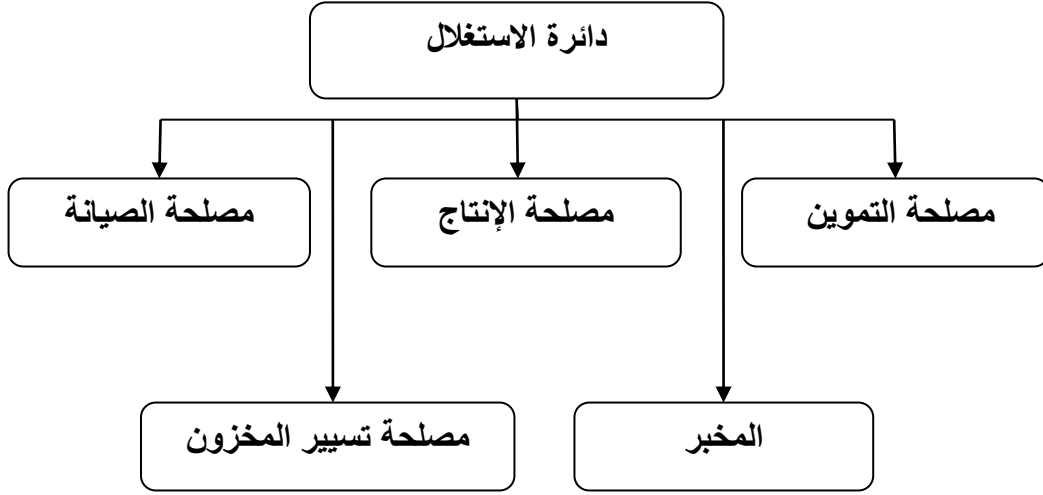 دائرة الاستغلال
مصلحة التموين
مصلحة الإنتاج
مصلحة الصيانة
المخبر
مصلحة تسيير المخزون